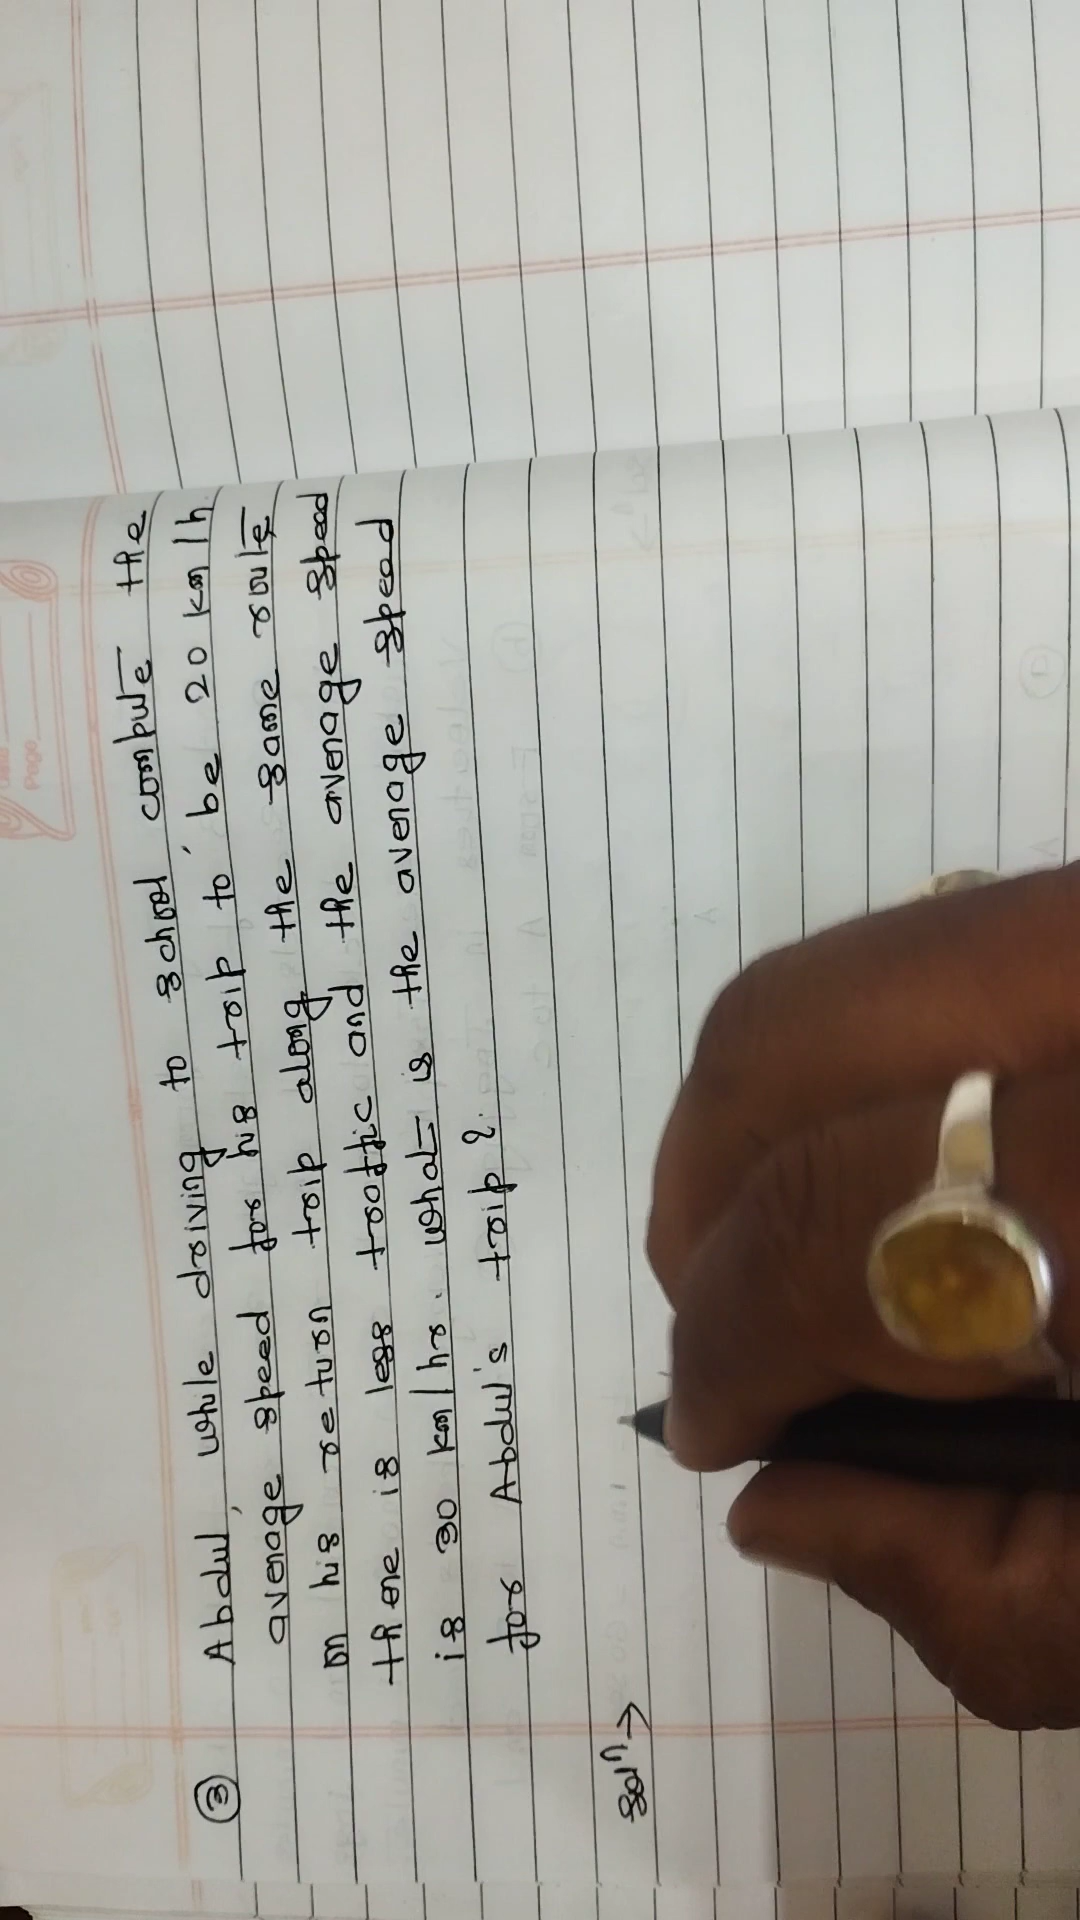 ③ Abdul while driving to school compute the
average speed for his trip to be 20 km/h.
on his return trip along the same route
there is less traffic and the average speed
is 30 km/hr what is the average speed
for Abdul's trip?
Solⁿ→
Page